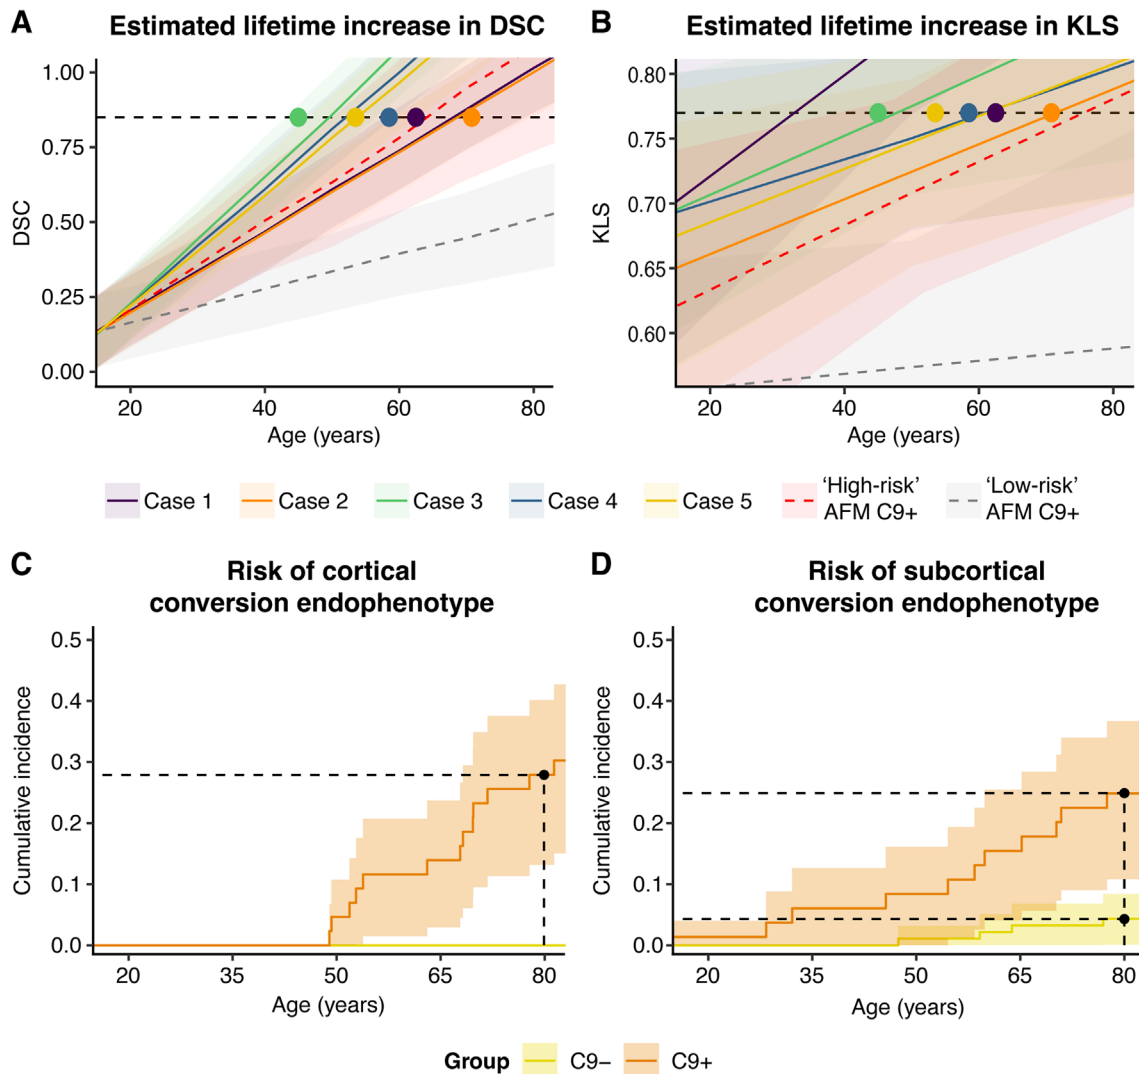 A
Estimated lifetime increase in DSC
DSC
1.00
0.75
0.50
0.25
0.00
20 40 60 80
Age (years)
B
Estimated lifetime increase in KLS
KLS
0.80
0.75
0.70
0.65
0.60
20 40 60 80
Age (years)
Case 1 Case 2 Case 3 Case 4 Case 5 ‘High-risk’ AFM C9+ ‘Low-risk’ AFM C9+
C
Risk of cortical
conversion endophenotype
Cumulative incidence
0.5
0.4
0.3
0.2
0.1
0.0
20 35 50 65 80
Age (years)
D
Risk of subcortical
conversion endophenotype
Cumulative incidence
0.5
0.4
0.3
0.2
0.1
0.0
20 35 50 65 80
Age (years)
Group C9− C9+